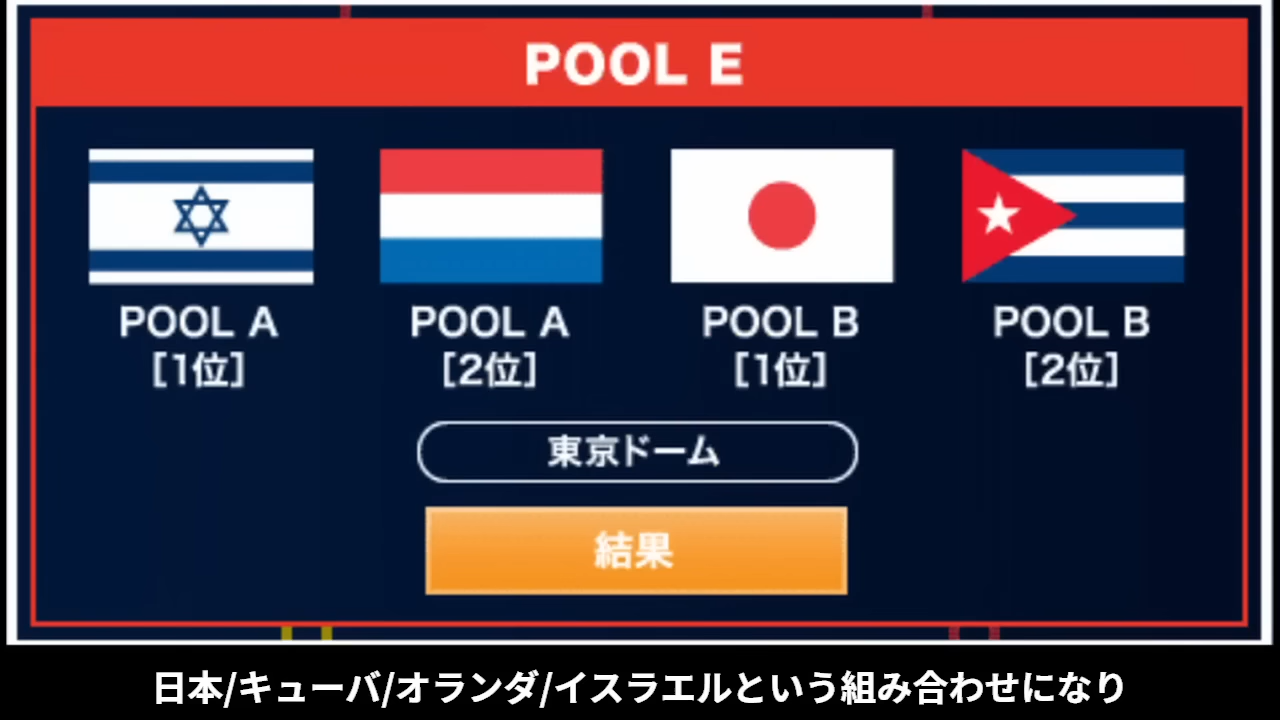 POOL E
POOL A
[1位]
POOL A
[2位]
POOL B
[1位]
POOL B
[2位]
東京ドーム
結果
日本/キューバ/オランダ/イスラエルという組み合わせになり